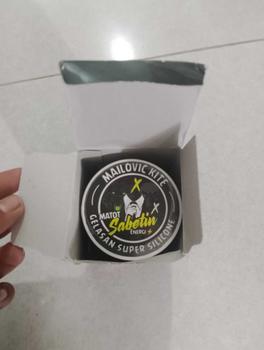 MAILOVIC KITE
MATOT
Sabetin
ENERGI +
GELASAN SUPER SILICONE